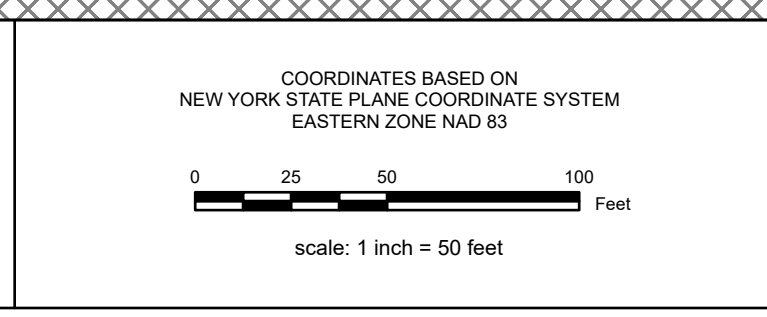 COORDINATES BASED ON
NEW YORK STATE PLANE COORDINATE SYSTEM
EASTERN ZONE NAD 83
0 25 50 100
Feet
scale: 1 inch = 50 feet